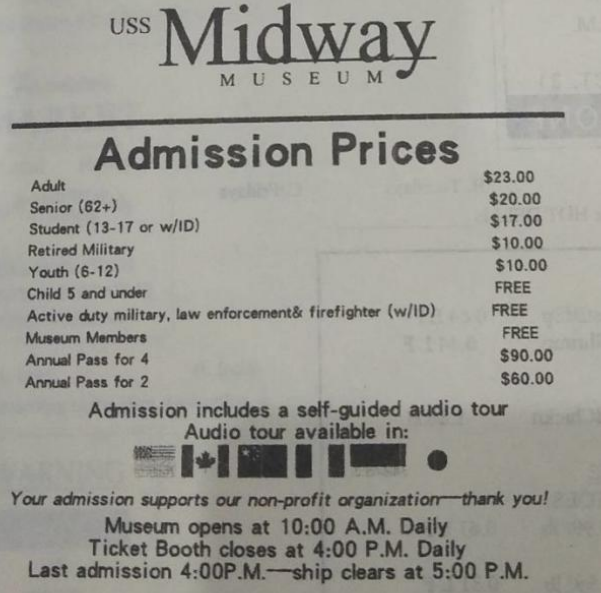 USS Midway
MUSEUM
Admission Prices
Adult $23.00
Senior (62+) $20.00
Student (13-17 or w/ID) $17.00
Retired Military $10.00
Youth (6-12) $10.00
Child 5 and under FREE
Active duty military, law enforcement& firefighter (w/ID) FREE
Museum Members FREE
Annual Pass for 4 $90.00
Annual Pass for 2 $60.00
Admission includes a self-guided audio tour
Audio tour available in:
Your admission supports our non-profit organization—thank you!
Museum opens at 10:00 A.M. Daily
Ticket Booth closes at 4:00 P.M. Daily
Last admission 4:00P.M.—ship clears at 5:00 P.M.